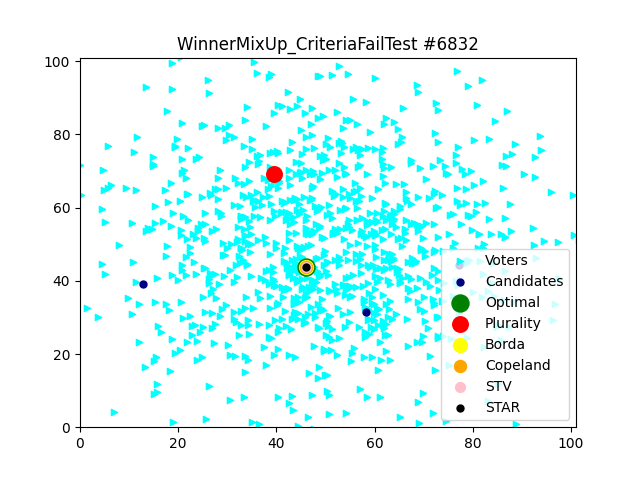 WinnerMixUp_CriteriaFailTest #6832
100
80
60
40
20
0
0 20 40 60 80 100
Voters
Candidates
Optimal
Plurality
Borda
Copeland
STV
STAR